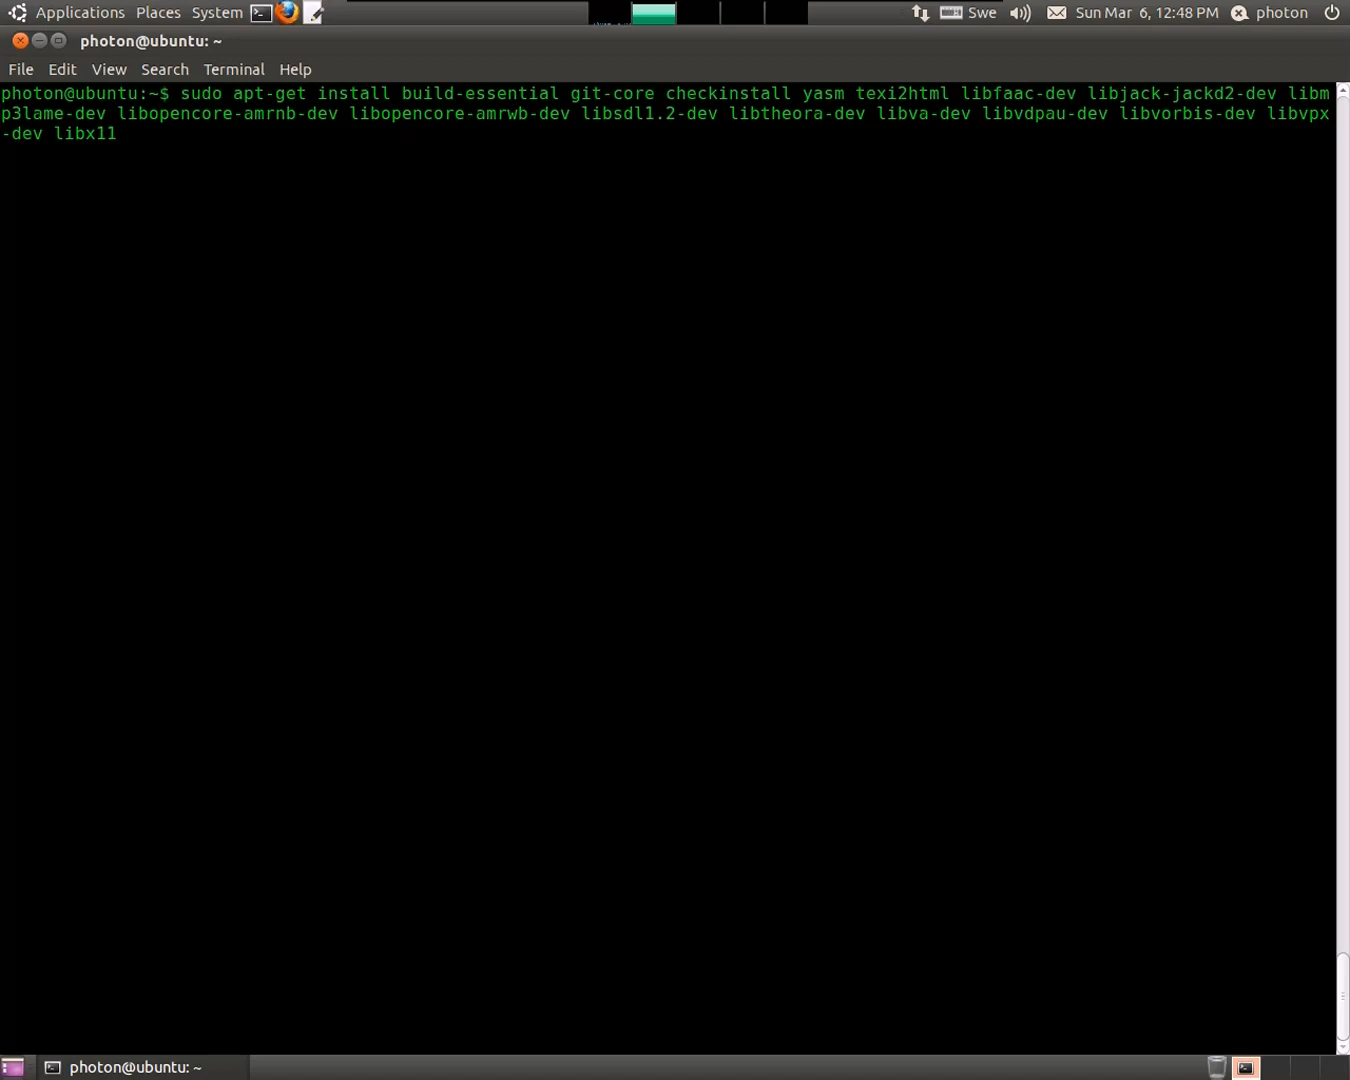 Applications Places System Swe Sun Mar 6, 12:48 PM photon
photon@ubuntu: ~
File Edit View Search Terminal Help
photon@ubuntu:~$ sudo apt-get install build-essential git-core checkinstall yasm texi2html libfaac-dev libjack-jackd2-dev libm
p3lame-dev libopencore-amrnb-dev libopencore-amrwb-dev libsdl1.2-dev libtheora-dev libva-dev libvdpau-dev libvorbis-dev libvpx
-dev libx11
photon@ubuntu: ~